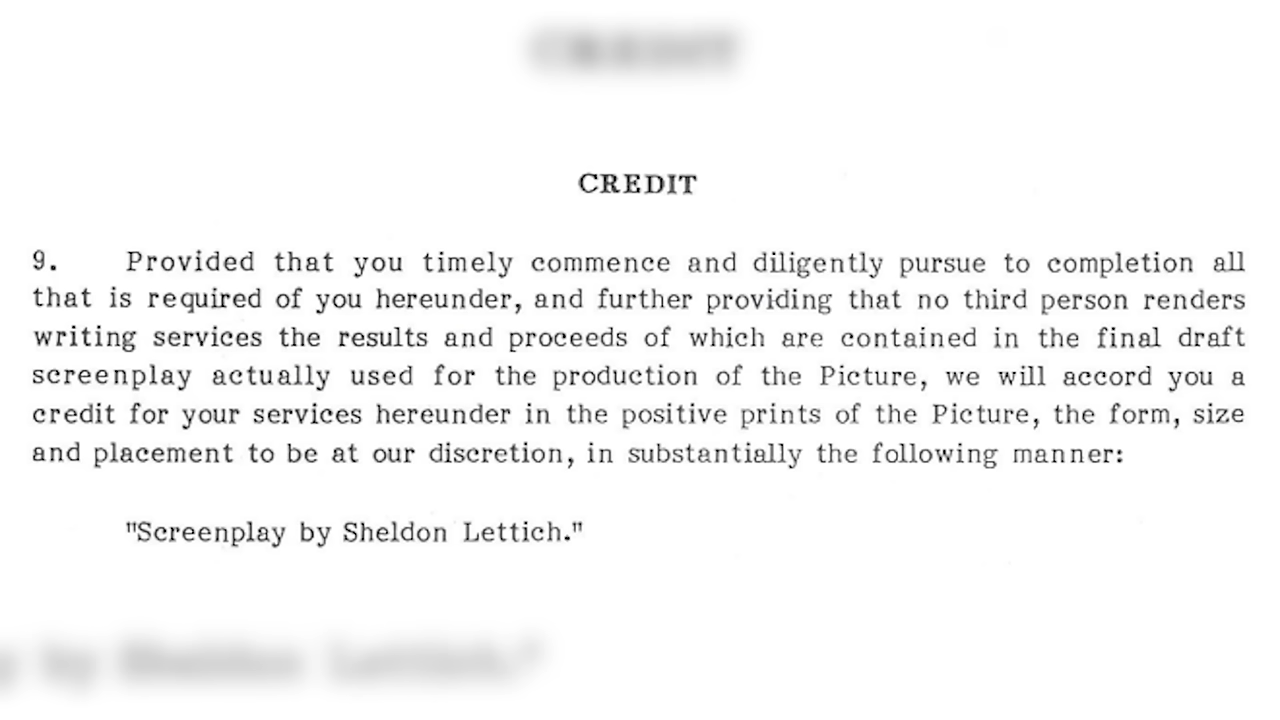 CREDIT
9. Provided that you timely commence and diligently pursue to completion all
that is required of you hereunder, and further providing that no third person renders
writing services the results and proceeds of which are contained in the final draft
screenplay actually used for the production of the Picture, we will accord you a
credit for your services hereunder in the positive prints of the Picture, the form, size
and placement to be at our discretion, in substantially the following manner:
"Screenplay by Sheldon Lettich."